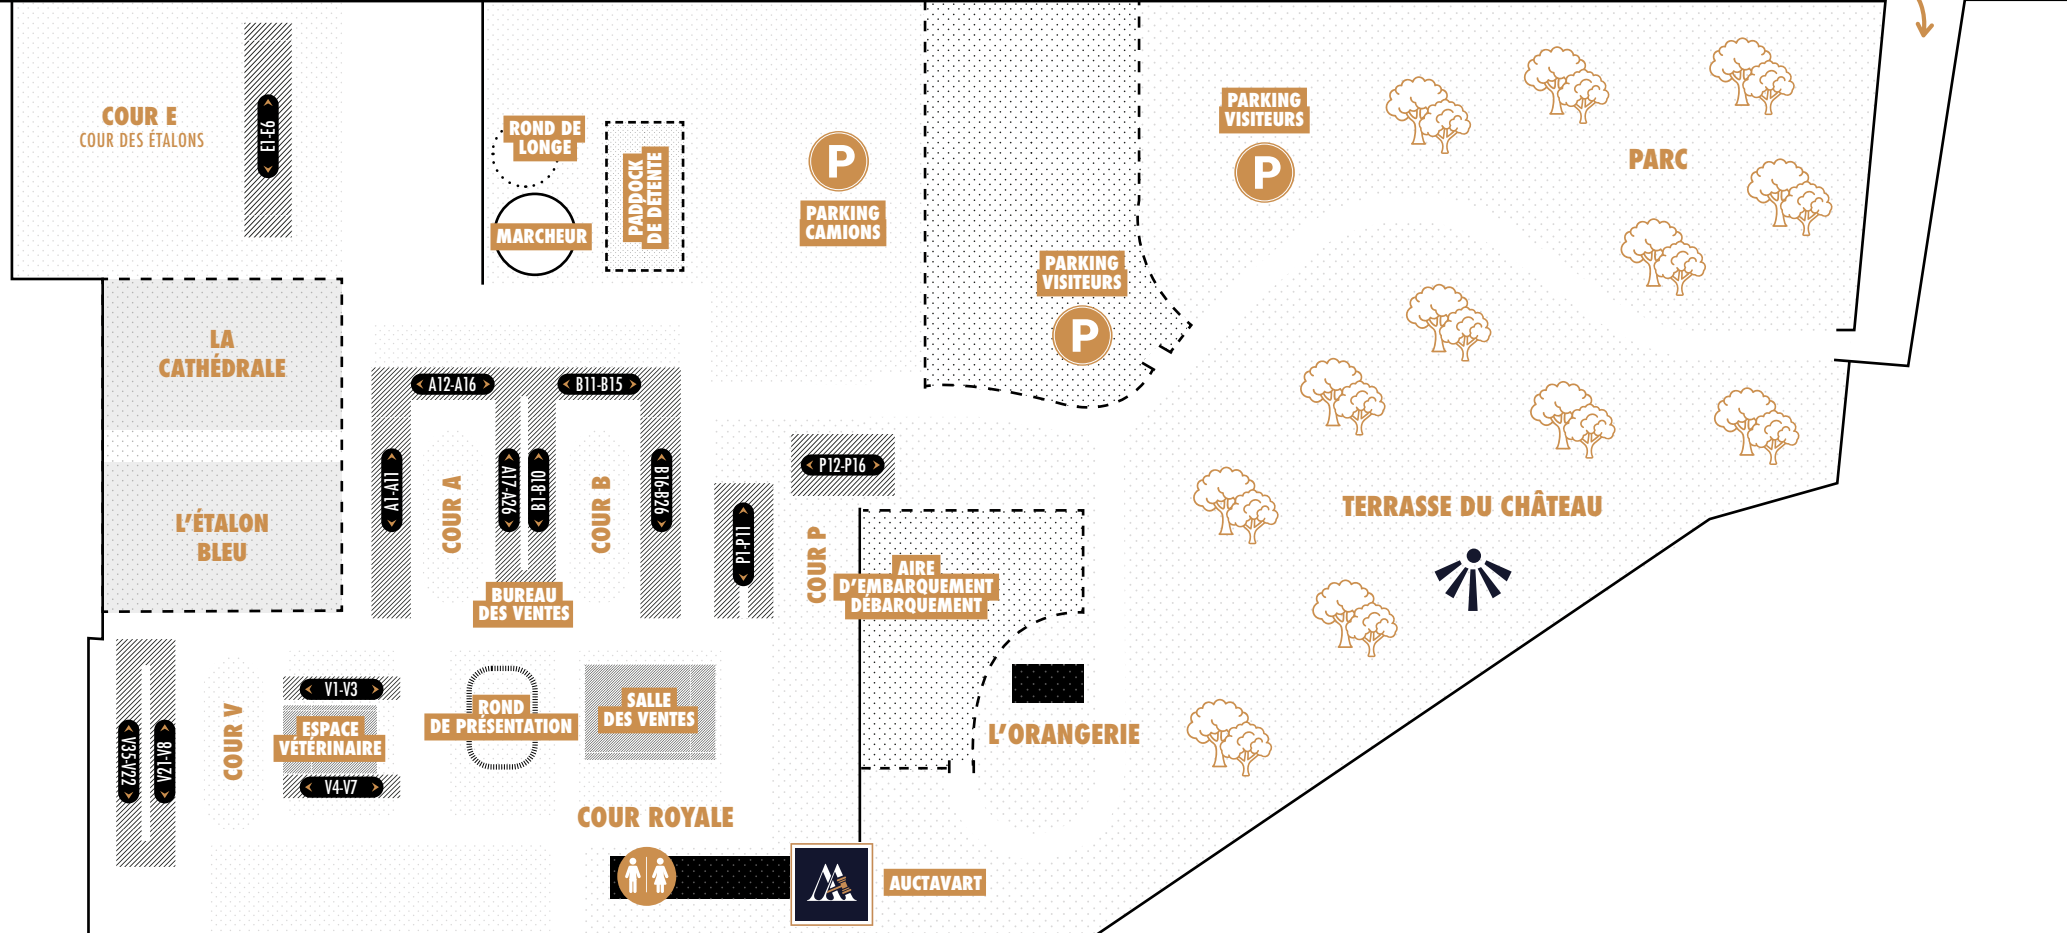 COUR E
COUR DES ÉTALONS
E1-E6
ROND DE
LONGE
MARCHEUR
PADDOCK
DE DETENTE
P
PARKING
CAMIONS
PARKING
VISITEURS
P
PARKING
VISITEURS
P
PARC
LA
CATHÉDRALE
L'ÉTALON
BLEU
A12-A16
B11-B15
A1-A11
COUR A
A17-A26
B1-B10
COUR B
B16-B26
BUREAU
DES VENTES
P12-P16
P1-P11
COUR P
AIRE
D'EMBARQUEMENT
DÉBARQUEMENT
TERRASSE DU CHÂTEAU
V35-V22
V21-V8
COUR V
V1-V3
ESPACE
VÉTÉRINAIRE
V4-V7
ROND
DE PRÉSENTATION
SALLE
DES VENTES
L'ORANGERIE
COUR ROYALE
AUCTAVART